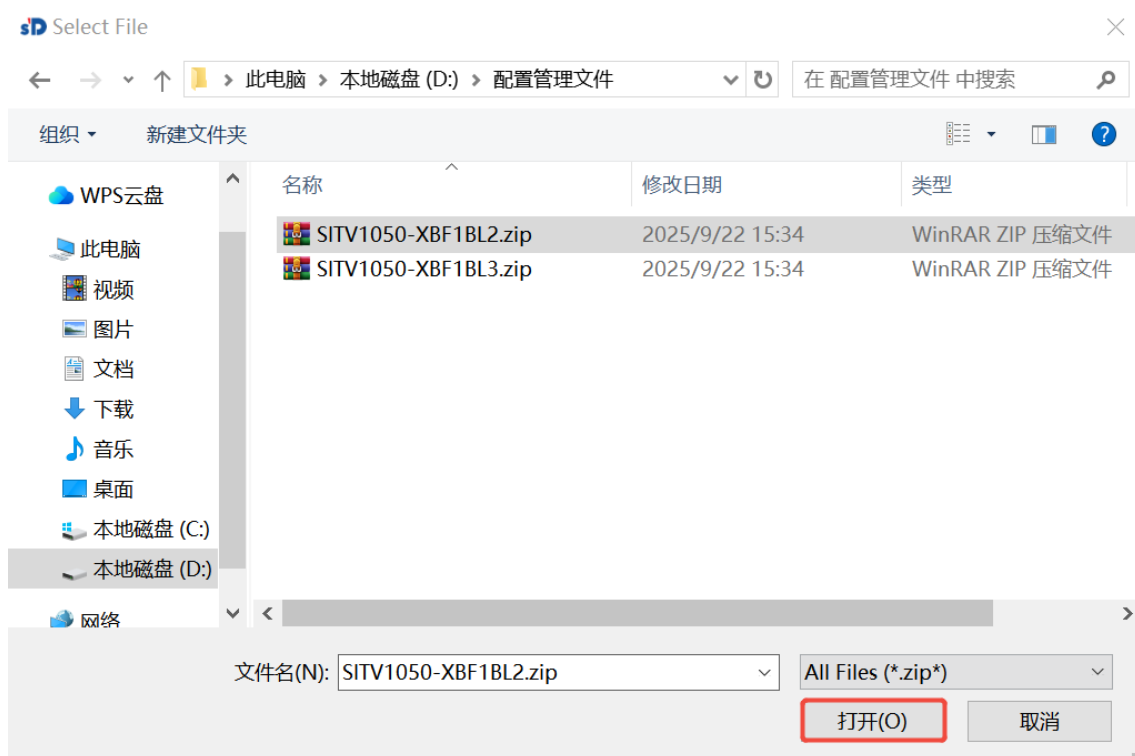 sD Select File
此电脑 本地磁盘 (D:) 配置管理文件 在 配置管理文件 中搜索
组织 新建文件夹 ?
名称 修改日期 类型
WPS云盘
此电脑
视频
图片
文档
下载
音乐
桌面
本地磁盘 (C:)
本地磁盘 (D:)
网络
SITV1050-XBF1BL2.zip 2025/9/22 15:34 WinRAR ZIP 压缩文件
SITV1050-XBF1BL3.zip 2025/9/22 15:34 WinRAR ZIP 压缩文件
文件名(N): SITV1050-XBF1BL2.zip All Files (*.zip*)
打开(O) 取消